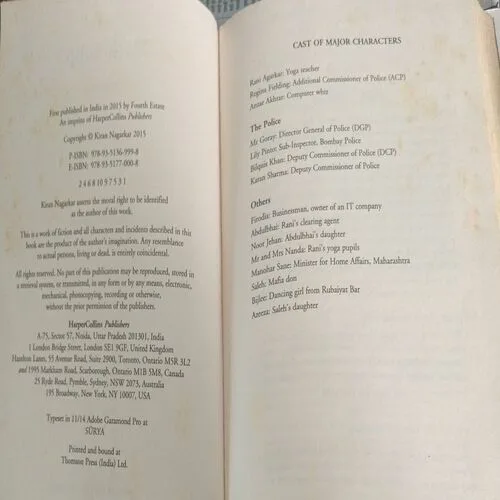 First published in India in 2015 by Fourth Estate
An imprint of HarperCollins Publishers
Copyright © Kiran Nagarkar 2015
P-ISBN: 978-93-5136-999-8
E-ISBN: 978-93-5177-000-8
2 4 6 8 10 9 7 5 3 1
Kiran Nagarkar asserts the moral right to be identified
as the author of this work.
This is a work of fiction and all characters and incidents described in this
book are the product of the author's imagination. Any resemblance
to actual persons, living or dead, is entirely coincidental.
All rights reserved. No part of this publication may be reproduced, stored in
a retrieval system, or transmitted, in any form or by any means, electronic,
mechanical, photocopying, recording or otherwise,
without the prior permission of the publishers.
HarperCollins Publishers
A-75, Sector 57, Noida, Uttar Pradesh 201301, India
1 London Bridge Street, London SE1 9GF, United Kingdom
Hazelton Lanes, 55 Avenue Road, Suite 2900, Toronto, Ontario M5R 3L2
and 1995 Markham Road, Scarborough, Ontario M1B 5M8, Canada
25 Ryde Road, Pymble, Sydney, NSW 2073, Australia
195 Broadway, New York, NY 10007, USA
Typeset in 11/14 Adobe Garamond Pro at
SŪRYA
Printed and bound at
Thomson Press (India) Ltd.
CAST OF MAJOR CHARACTERS
Rani Agarkar: Yoga teacher
Regina Fielding: Additional Commissioner of Police (ACP)
Antar Akhtar: Computer whiz
The Police
Mr Goray: Director General of Police (DGP)
Lily Pinto: Sub-Inspector, Bombay Police
Bilquis Khan: Deputy Commissioner of Police (DCP)
Karan Sharma: Deputy Commissioner of Police
Others
Firodia: Businessman, owner of an IT company
Abdulbhai: Rani's clearing agent
Noor Jehan: Abdulbhai's daughter
Mr and Mrs Nanda: Rani's yoga pupils
Manohar Sane: Minister for Home Affairs, Maharashtra
Saleh: Mafia don
Bijlee: Dancing girl from Rubaiyat Bar
Azeeza: Saleh's daughter